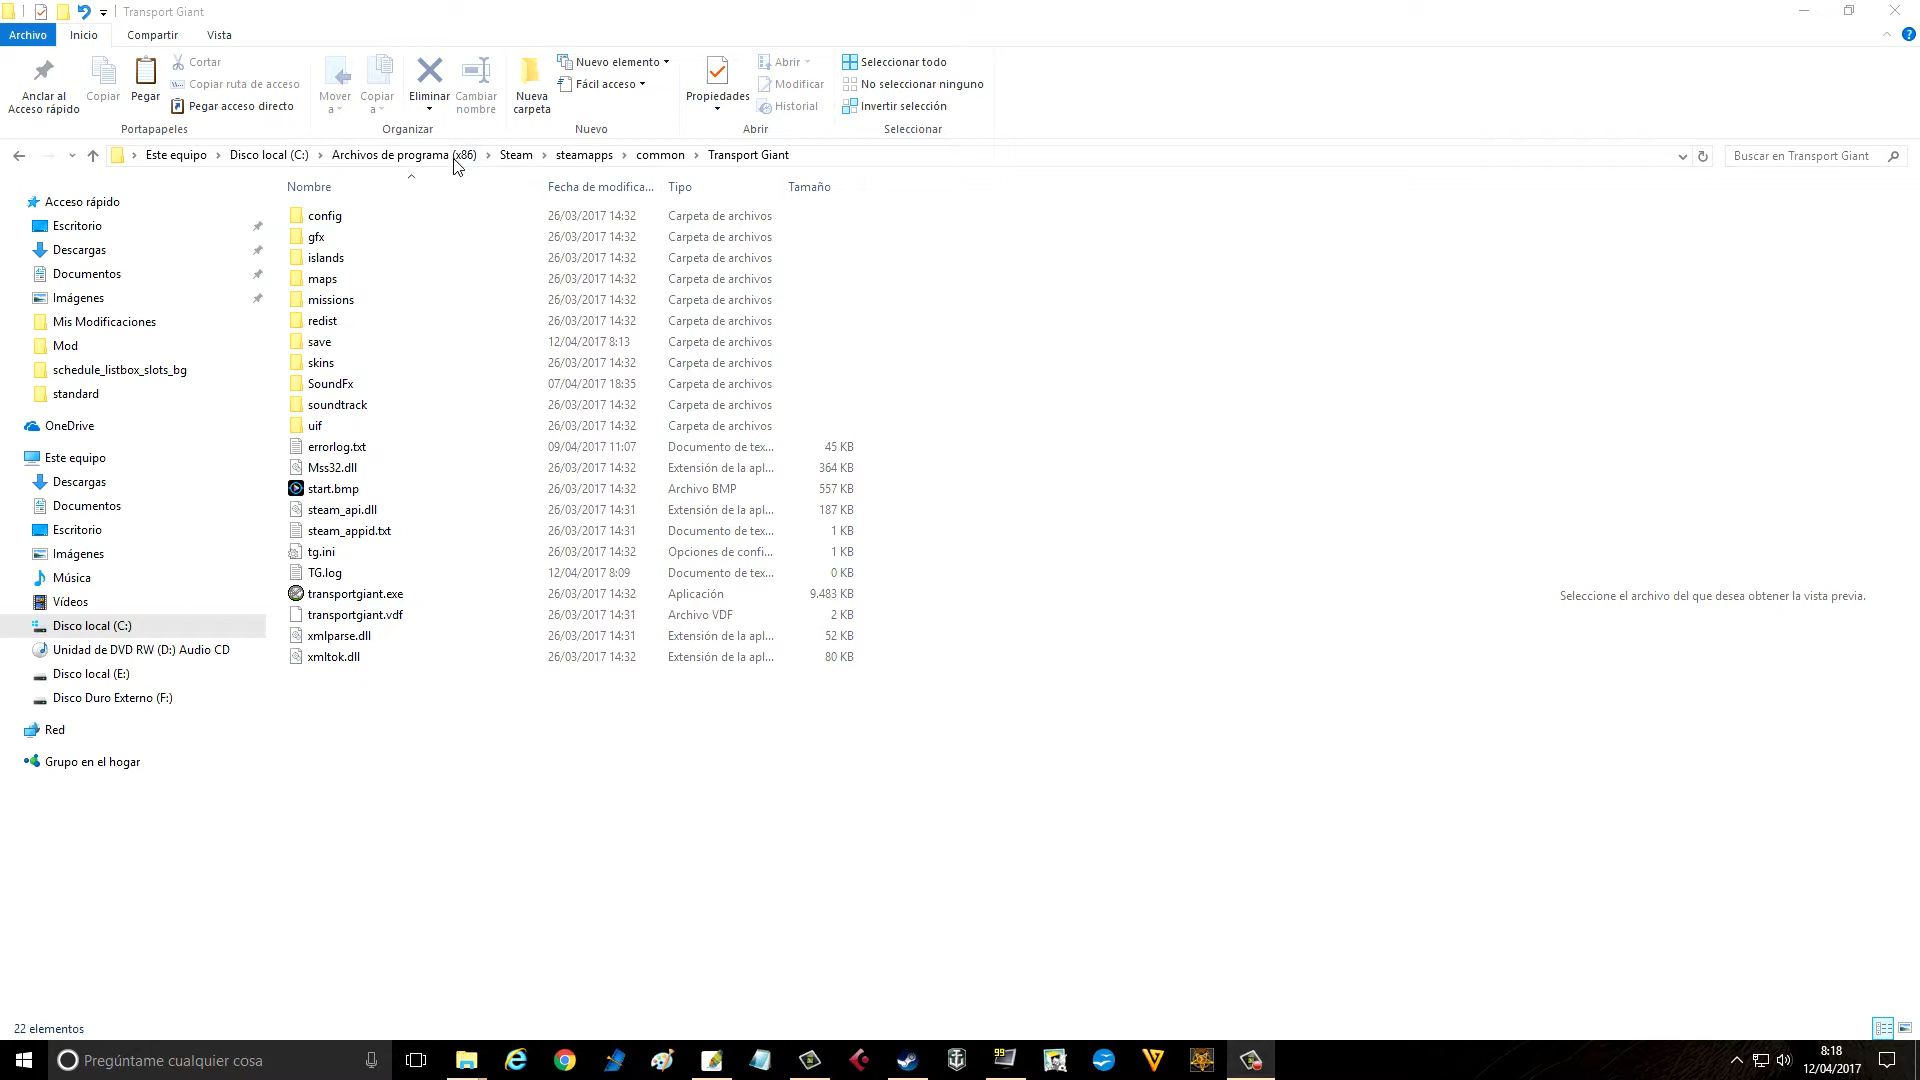 Transport Giant
Archivo Inicio Compartir Vista
Anclar al Acceso rápido
Copiar
Pegar
Cortar
Copiar ruta de acceso
Pegar acceso directo
Portapapeles
Mover a
Copiar a
Eliminar
Cambiar nombre
Organizar
Nueva carpeta
Nuevo elemento
Fácil acceso
Nuevo
Propiedades
Abrir
Modificar
Historial
Abrir
Seleccionar todo
No seleccionar ninguno
Invertir selección
Seleccionar
Este equipo > Disco local (C:) > Archivos de programa (x86) > Steam > steamapps > common > Transport Giant
Buscar en Transport Giant
Acceso rápido
Escritorio
Descargas
Documentos
Imágenes
Mis Modificaciones
Mod
schedule_listbox_slots_bg
standard
OneDrive
Este equipo
Descargas
Documentos
Escritorio
Imágenes
Música
Vídeos
Disco local (C:)
Unidad de DVD RW (D:) Audio CD
Disco local (E:)
Disco Duro Externo (F:)
Red
Grupo en el hogar
Nombre Fecha de modifica... Tipo Tamaño
config 26/03/2017 14:32 Carpeta de archivos
gfx 26/03/2017 14:32 Carpeta de archivos
islands 26/03/2017 14:32 Carpeta de archivos
maps 26/03/2017 14:32 Carpeta de archivos
missions 26/03/2017 14:32 Carpeta de archivos
redist 26/03/2017 14:32 Carpeta de archivos
save 12/04/2017 8:13 Carpeta de archivos
skins 26/03/2017 14:32 Carpeta de archivos
SoundFx 07/04/2017 18:35 Carpeta de archivos
soundtrack 26/03/2017 14:32 Carpeta de archivos
uif 26/03/2017 14:32 Carpeta de archivos
errorlog.txt 09/04/2017 11:07 Documento de tex... 45 KB
Mss32.dll 26/03/2017 14:32 Extensión de la apl... 364 KB
start.bmp 26/03/2017 14:32 Archivo BMP 557 KB
steam_api.dll 26/03/2017 14:31 Extensión de la apl... 187 KB
steam_appid.txt 26/03/2017 14:31 Documento de tex... 1 KB
tg.ini 26/03/2017 14:32 Opciones de confi... 1 KB
TG.log 12/04/2017 8:09 Documento de tex... 0 KB
transportgiant.exe 26/03/2017 14:32 Aplicación 9.483 KB
transportgiant.vdf 26/03/2017 14:31 Archivo VDF 2 KB
xmlparse.dll 26/03/2017 14:31 Extensión de la apl... 52 KB
xmltok.dll 26/03/2017 14:32 Extensión de la apl... 80 KB
Seleccione el archivo del que desea obtener la vista previa.
22 elementos
Pregúntame cualquier cosa
99
8:18
12/04/2017